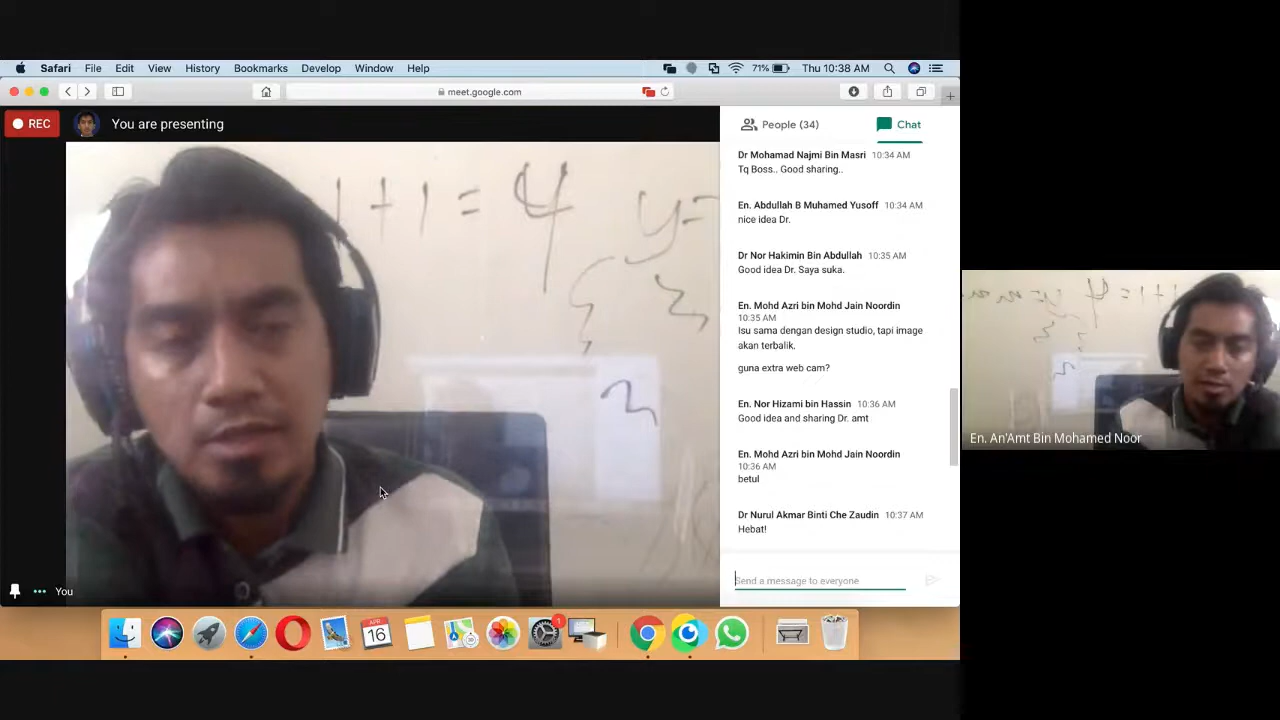 Safari File Edit View History Bookmarks Develop Window Help
71% Thu 10:38 AM
meet.google.com
REC
You are presenting
People (34)
Chat
1 + 1 = 4 y=
Dr Mohamad Najmi Bin Masri 10:34 AM
Tq Boss.. Good sharing..
En. Abdullah B Muhamed Yusoff 10:34 AM
nice idea Dr.
Dr Nor Hakimin Bin Abdullah 10:35 AM
Good idea Dr. Saya suka.
En. Mohd Azri bin Mohd Jain Noordin
10:35 AM
Isu sama dengan design studio, tapi image
akan terbalik.
guna extra web cam?
En. Nor Hizami bin Hassin 10:36 AM
Good idea and sharing Dr. amt
En. Mohd Azri bin Mohd Jain Noordin
10:36 AM
betul
Dr Nurul Akmar Binti Che Zaudin 10:37 AM
Hebat!
Send a message to everyone
You
En. An'Amt Bin Mohamed Noor
APR
16
1